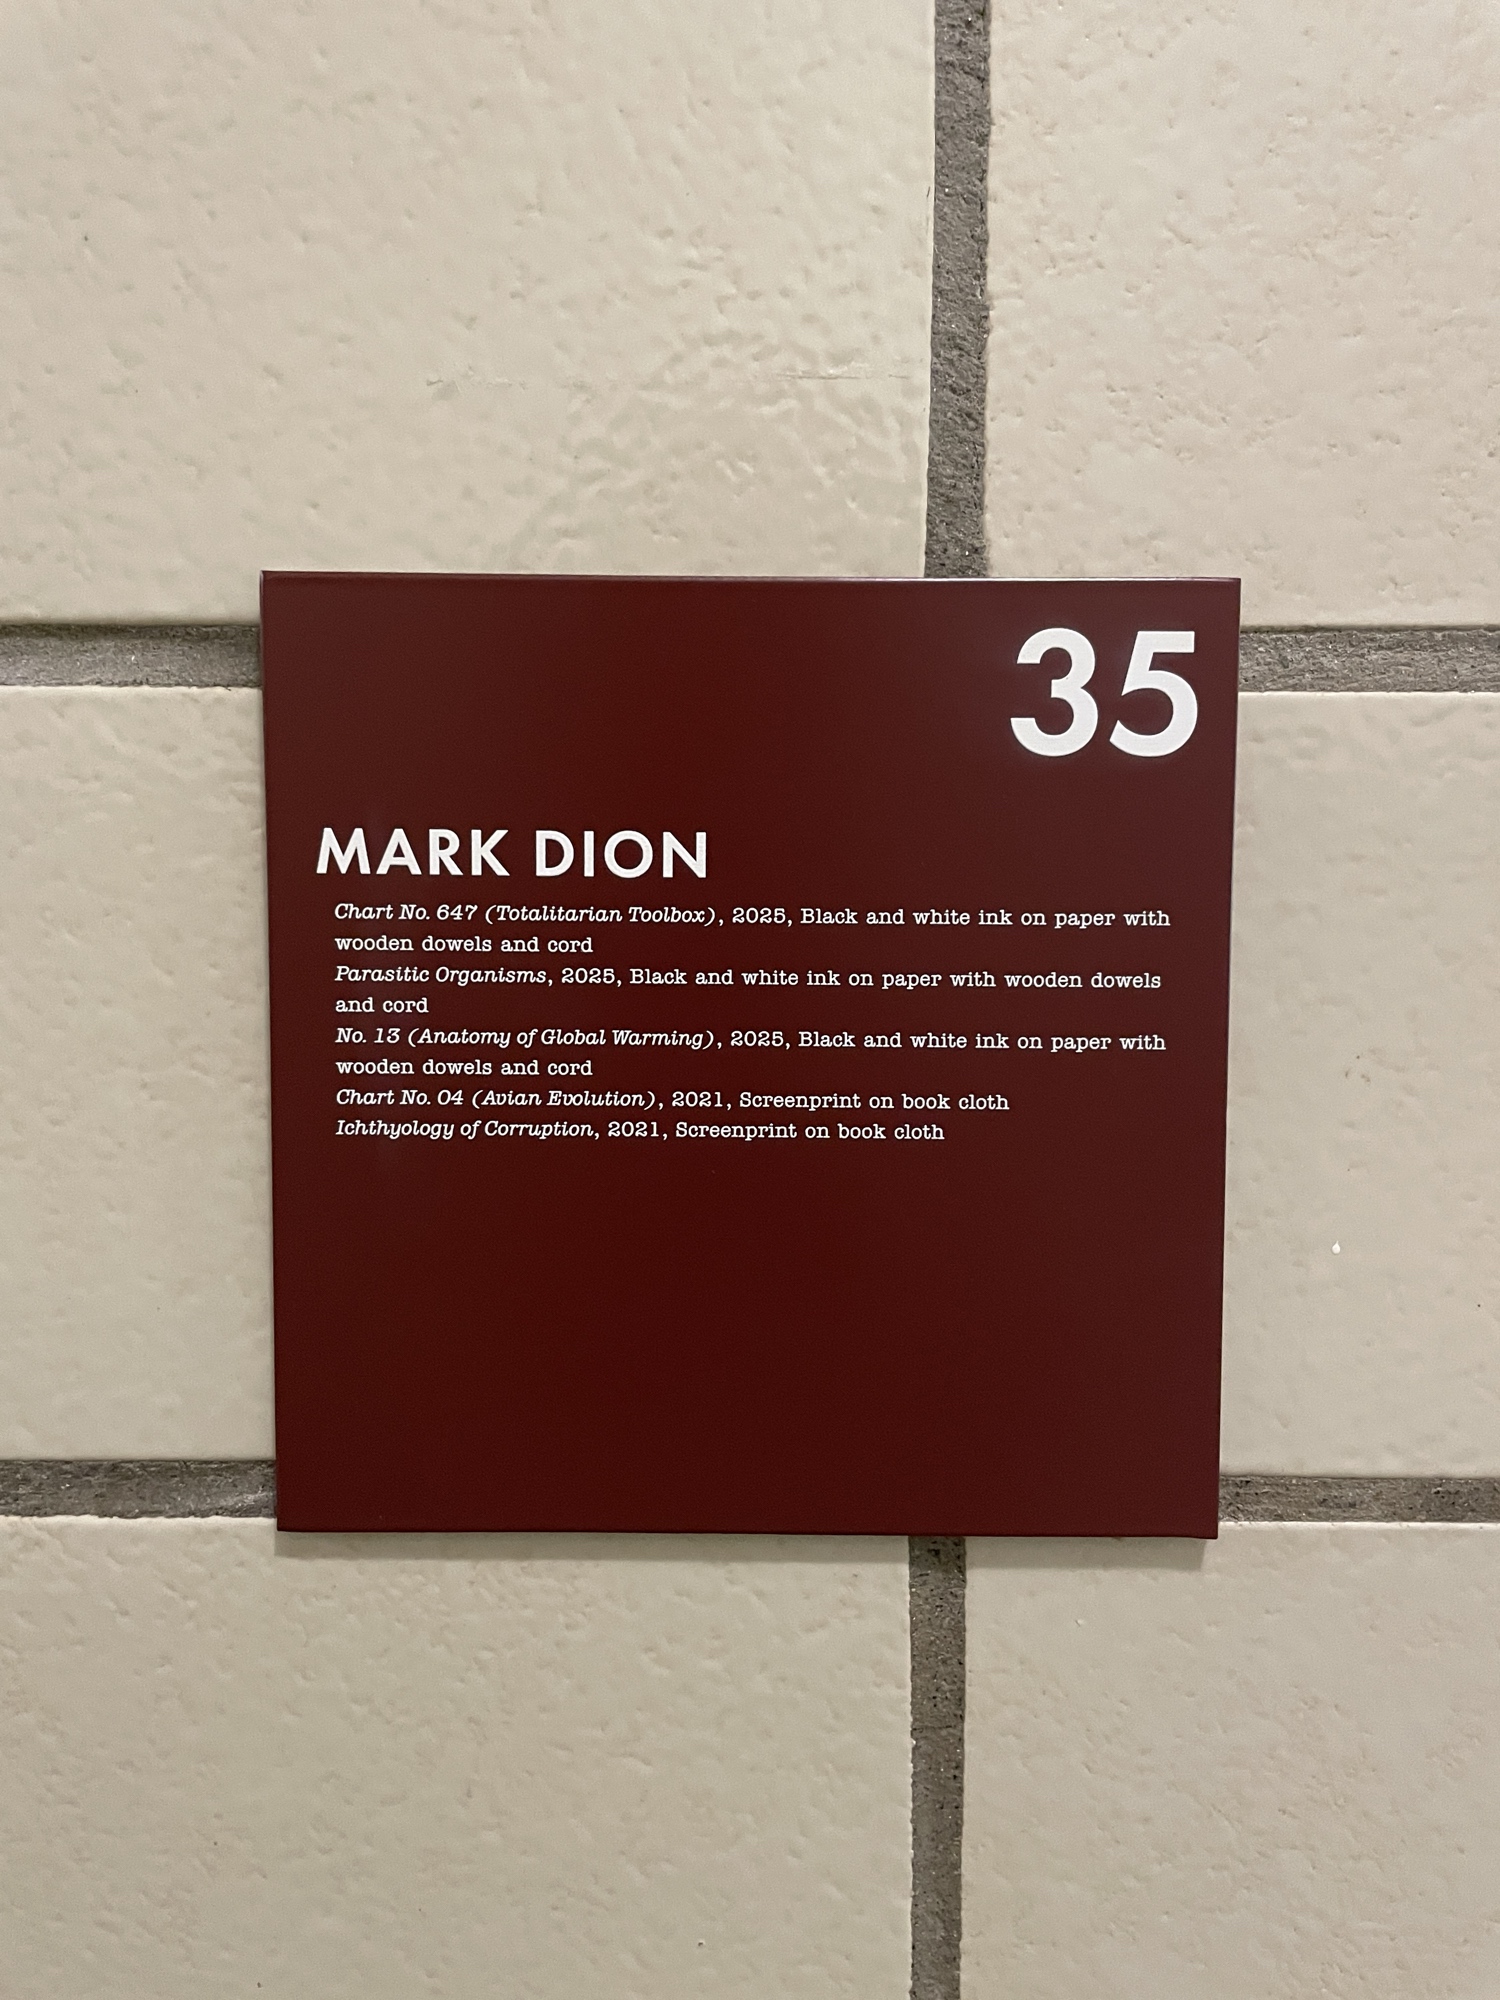 35
MARK DION
Chart No. 647 (Totalitarian Toolbox), 2025, Black and white ink on paper with
wooden dowels and cord
Parasitic Organisms, 2025, Black and white ink on paper with wooden dowels
and cord
No. 13 (Anatomy of Global Warming), 2025, Black and white ink on paper with
wooden dowels and cord
Chart No. 04 (Avian Evolution), 2021, Screenprint on book cloth
Ichthyology of Corruption, 2021, Screenprint on book cloth